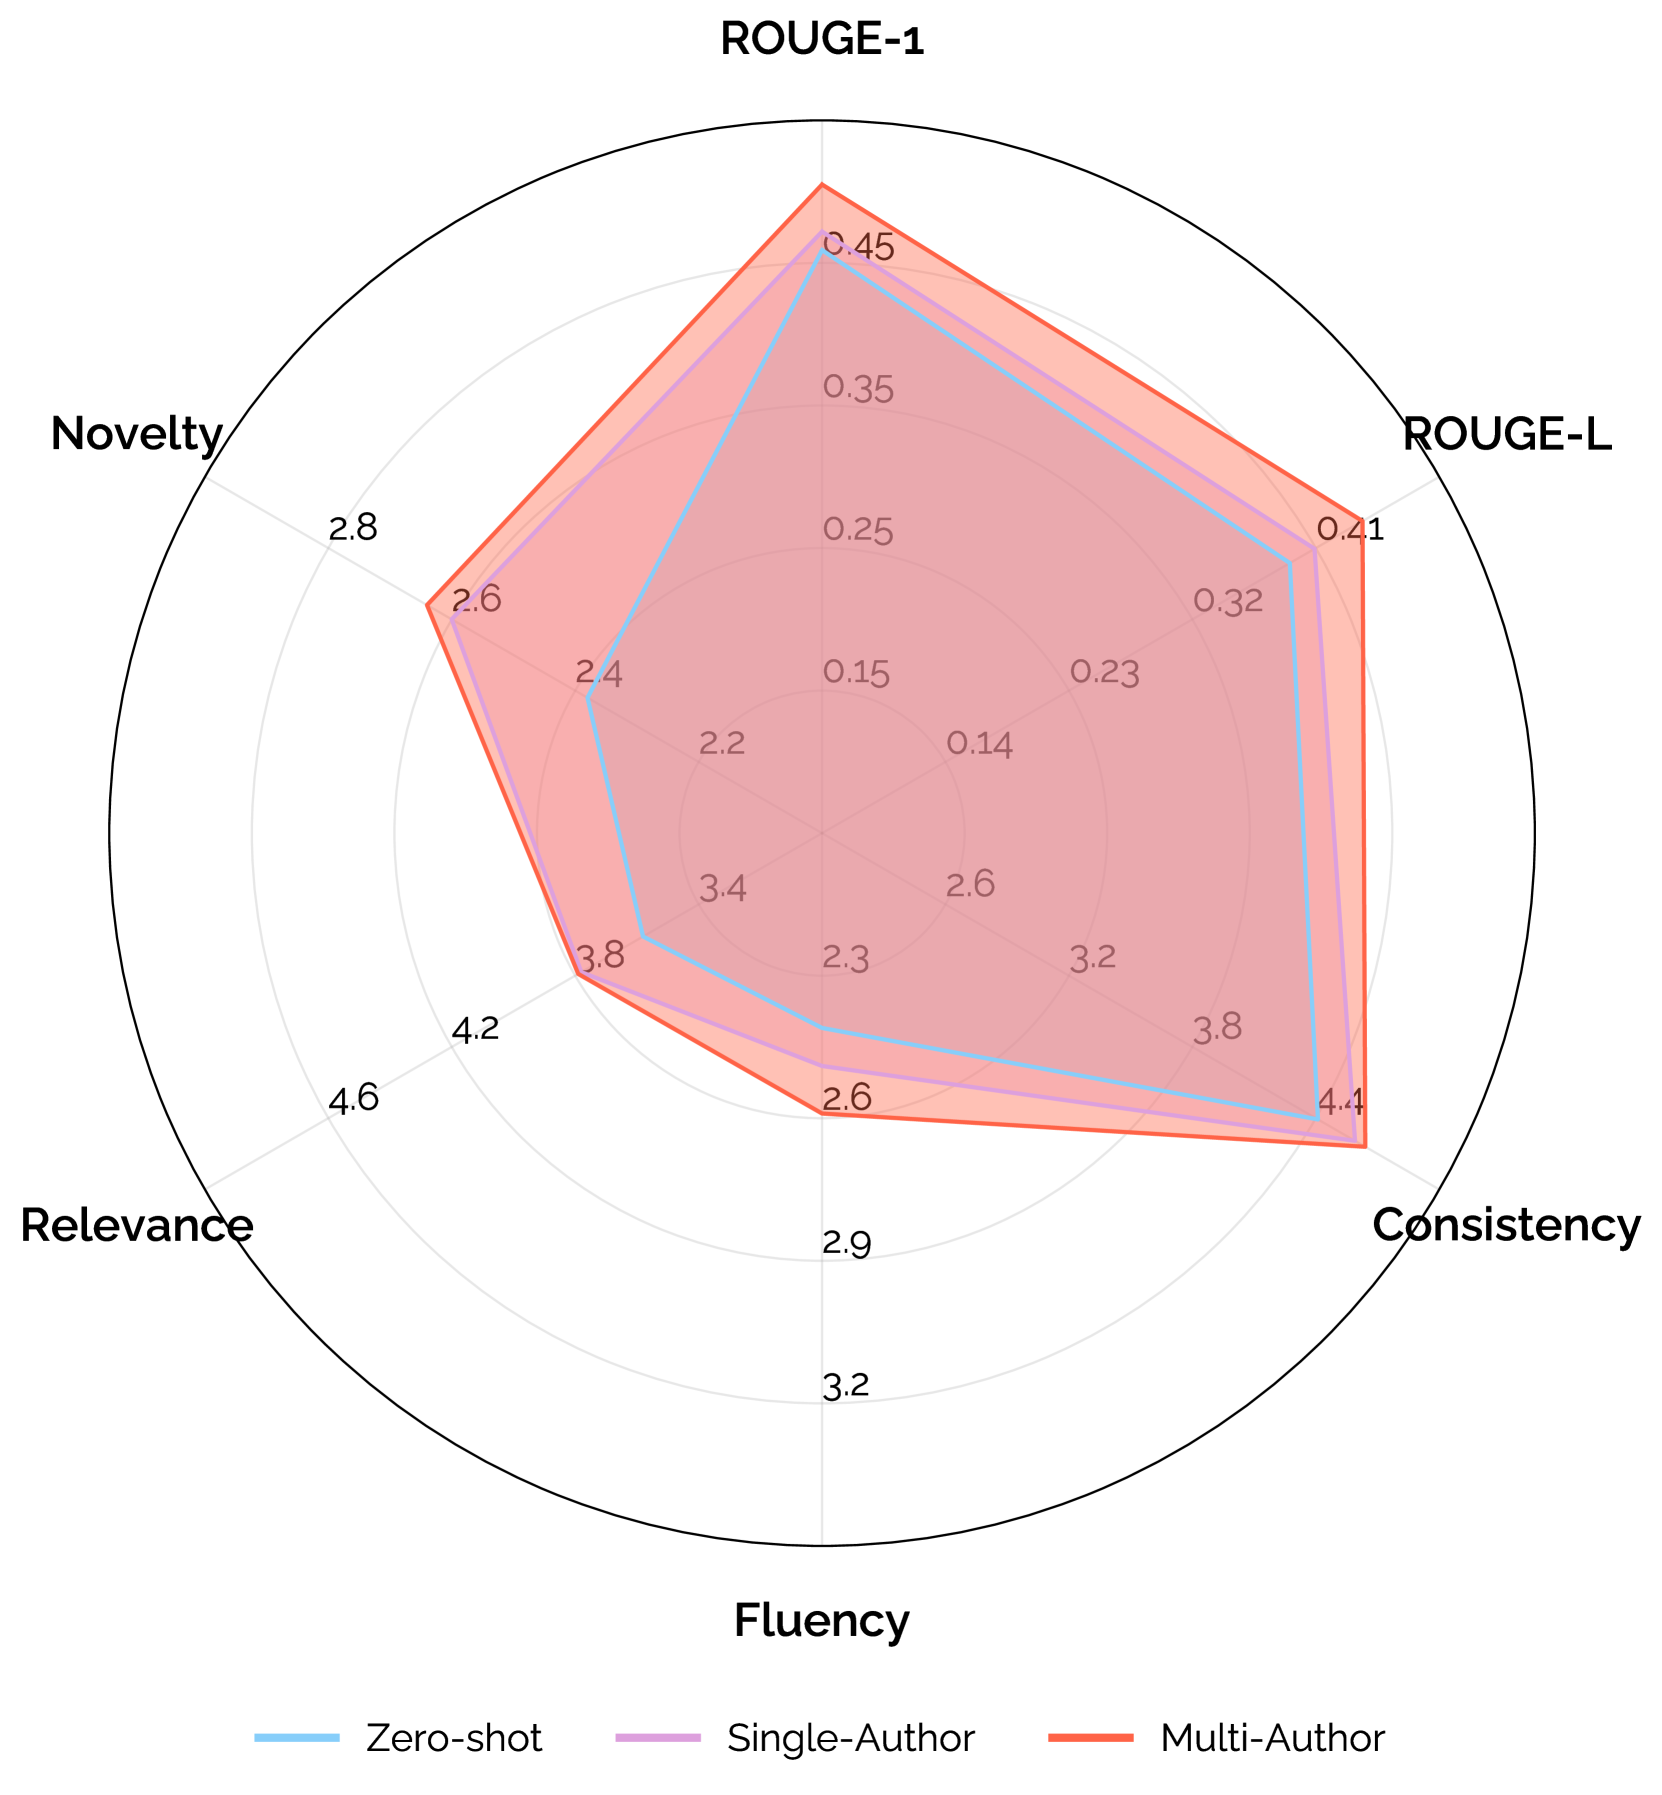 ROUGE-1
0.45
0.35
0.25
0.15
Novelty
2.8
2.6
2.4
2.2
ROUGE-L
0.41
0.32
0.23
0.14
3.4
3.8
4.2
4.6
Relevance
2.3
2.6
2.9
3.2
Fluency
2.6
3.2
3.8
4.4
Consistency
Zero-shot
Single-Author
Multi-Author